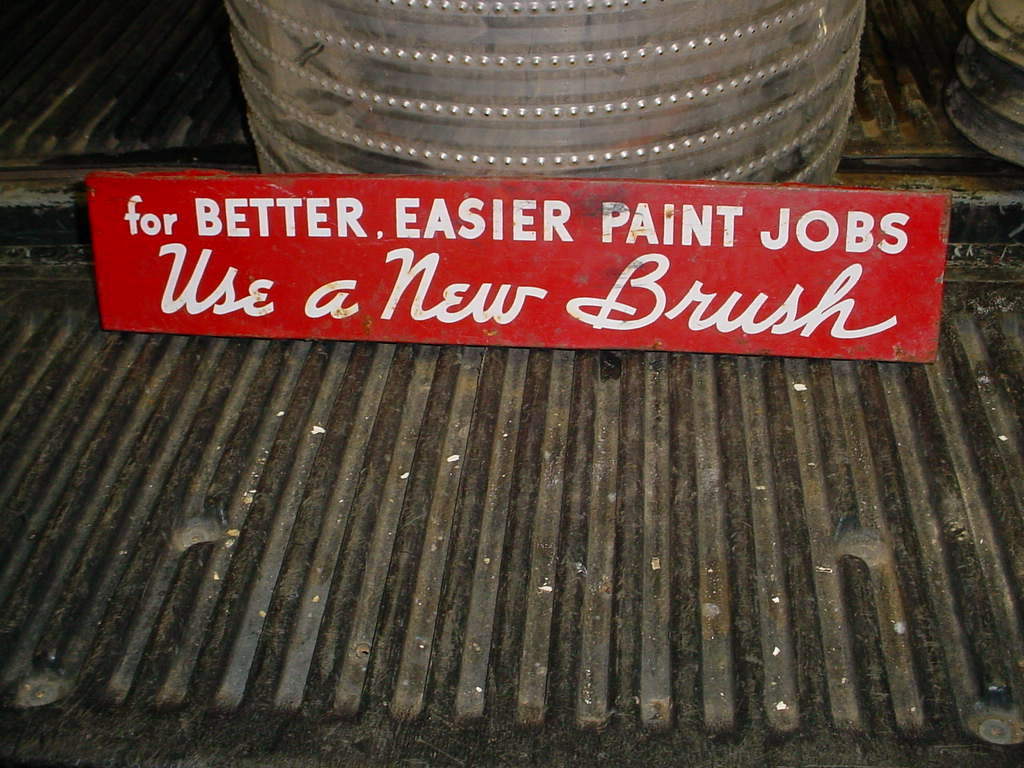 for BETTER, EASIER PAINT JOBS
Use a New Brush